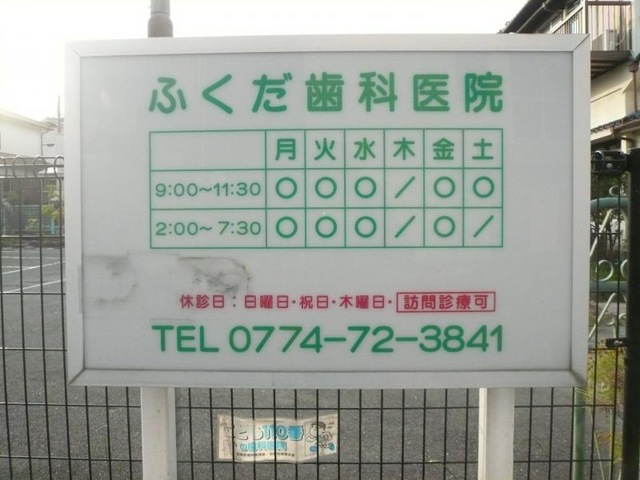 ふくだ歯科医院
月 火 水 木 金 土
9:00～11:30 ○ ○ ○ / ○ ○
2:00～ 7:30 ○ ○ ○ / ○ /
休診日：日曜日・祝日・木曜日・ 訪問診療可
TEL 0774-72-3841